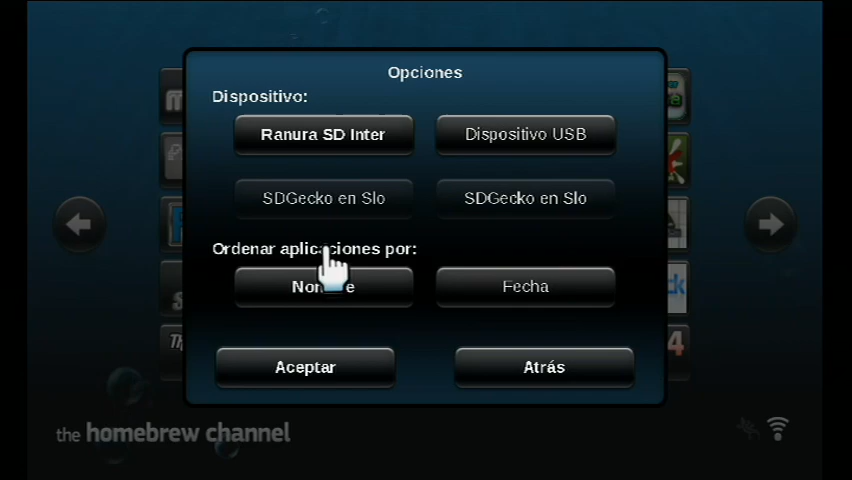 Opciones
Dispositivo:
Ranura SD Inter
Dispositivo USB
SDGecko en Slo
SDGecko en Slo
Ordenar aplicaciones por:
Fecha
Aceptar
Atrás
the homebrew channel